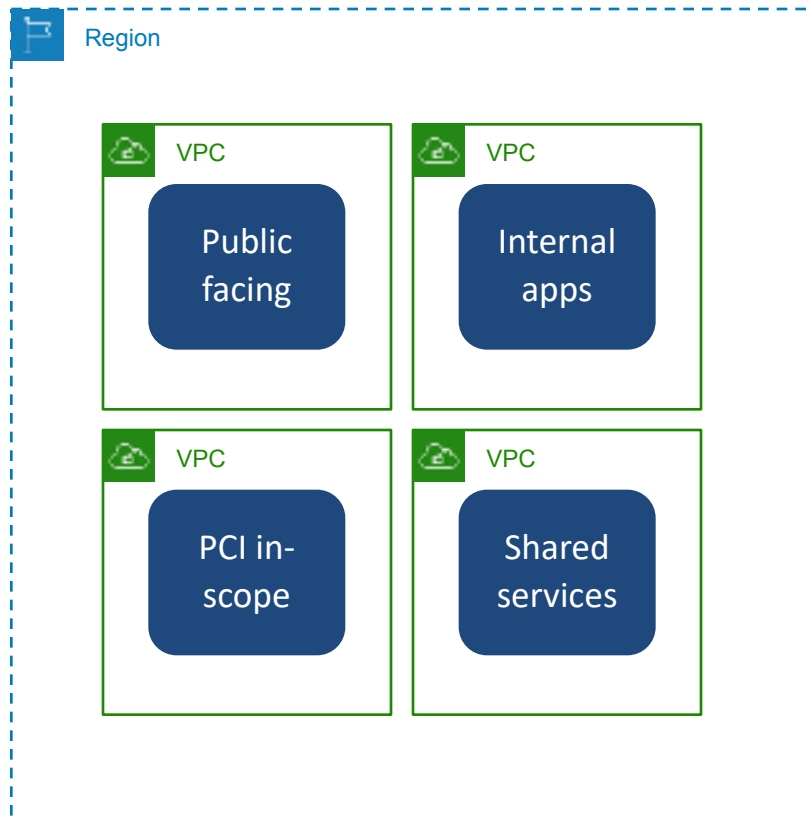 Region
VPC
Public
facing
VPC
Internal
apps
VPC
PCI in-
scope
VPC
Shared
services